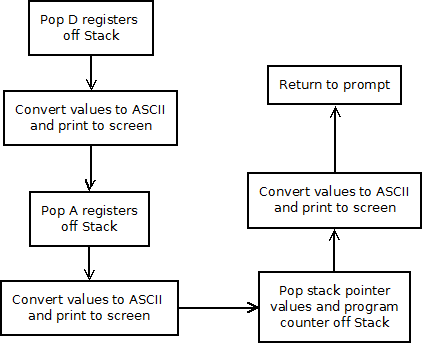 Pop D registers
off Stack
Convert values to ASCII
and print to screen
Pop A registers
off Stack
Convert values to ASCII
and print to screen
Pop stack pointer
values and program
counter off Stack
Convert values to ASCII
and print to screen
Return to prompt